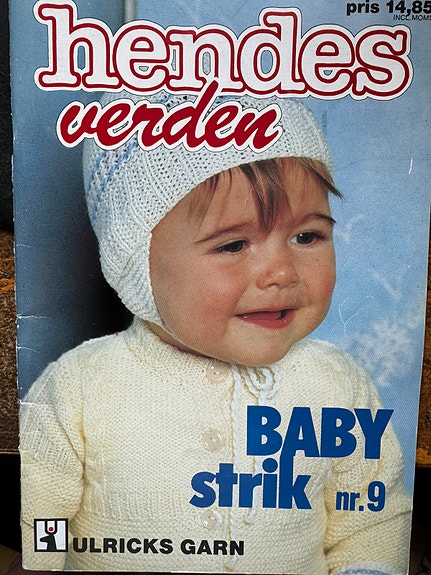 pris 14,85
INCL.MOMS
hendes
verden
BABY
strik nr.9
ULRICKS GARN